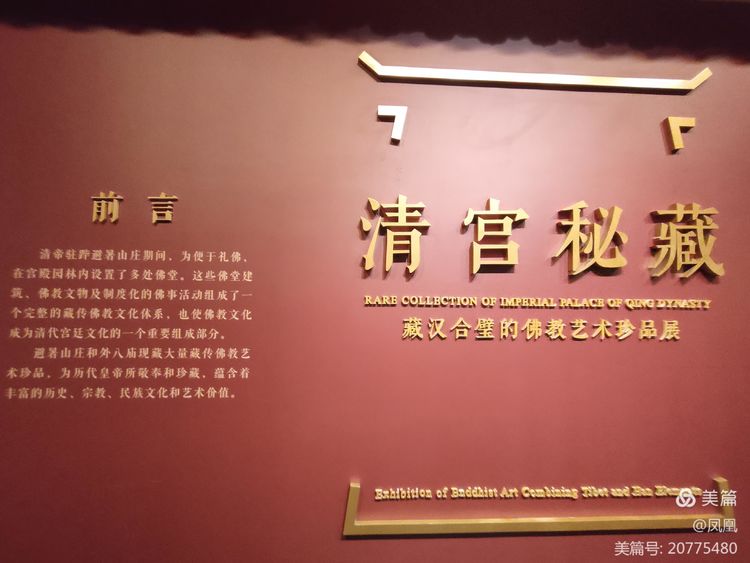 前言
清帝驻跸避暑山庄期间，为便于礼佛，
在宫殿园林内设置了多处佛堂。这些佛堂建
筑、佛教文物及制度化的佛事活动组成了一
个完整的藏传佛教文化体系，也使佛教文化
成为清代宫廷文化的一个重要组成部分。
避暑山庄和外八庙现藏大量藏传佛教艺
术珍品，为历代皇帝所敬奉和珍藏，蕴含着
丰富的历史、宗教、民族文化和艺术价值。
清宫秘藏
RARE COLLECTION OF IMPERIAL PALACE OF QING DYNASTY
藏汉合璧的佛教艺术珍品展
Exhibition of Buddhist Art Combining Tibet and Han
美篇
@凤凰
美篇号: 20775480